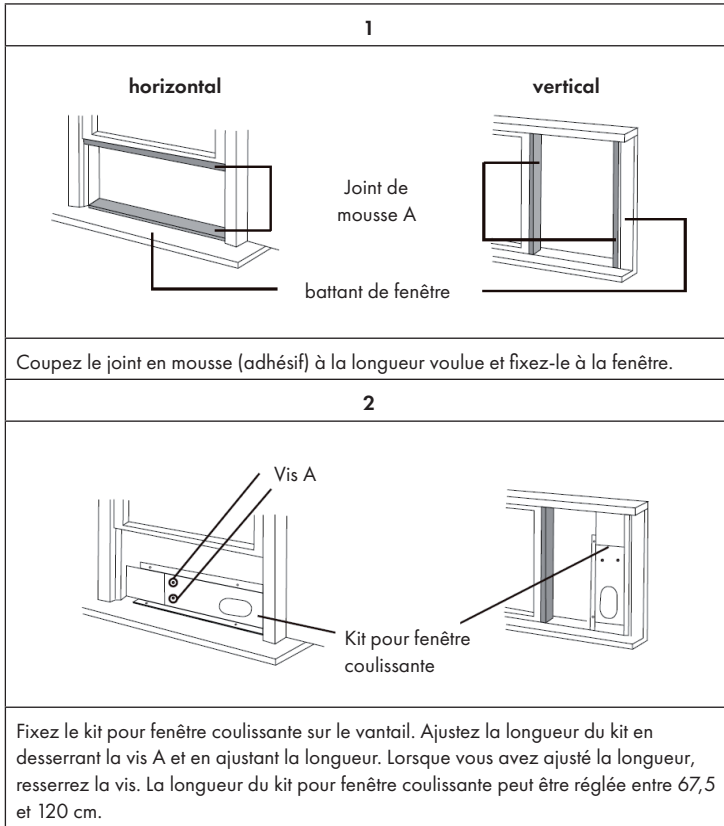 1
horizontal
vertical
Joint de
mousse A
battant de fenêtre
Coupez le joint en mousse (adhésif) à la longueur voulue et fixez-le à la fenêtre.
2
Vis A
Kit pour fenêtre
coulissante
Fixez le kit pour fenêtre coulissante sur le vantail. Ajustez la longueur du kit en
desserrant la vis A et en ajustant la longueur. Lorsque vous avez ajusté la longueur,
resserrez la vis. La longueur du kit pour fenêtre coulissante peut être réglée entre 67,5
et 120 cm.